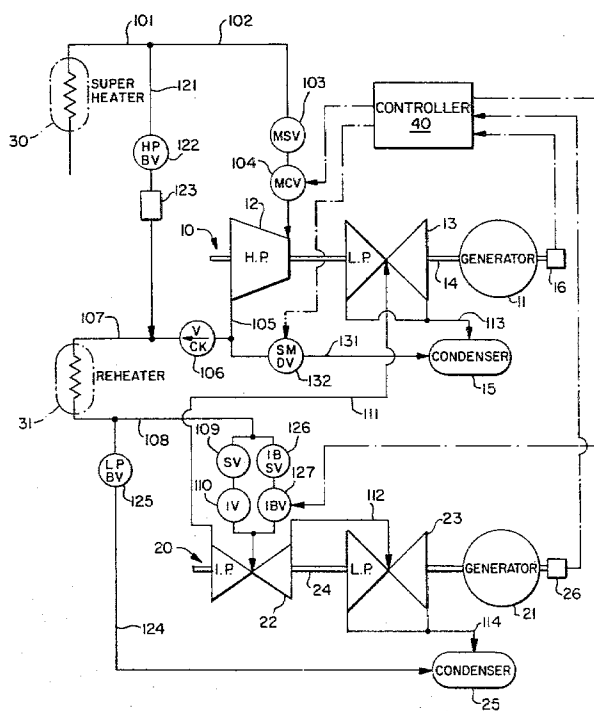 101
102
121
SUPER
HEATER
30
103
MSV
CONTROLLER
40
HP
BV
122
104
MCV
123
12
13
10
H.P.
L.P.
GENERATOR
14
11
16
132
107
105
113
V
CK
106
SM
DV
131
132
CONDENSER
15
REHEATER
31
111
108
109
126
SV
IB
SV
127
LP
BV
125
110
IV
IBV
112
23
20
I.P.
L.P.
GENERATOR
22
24
21
26
124
114
CONDENSER
25